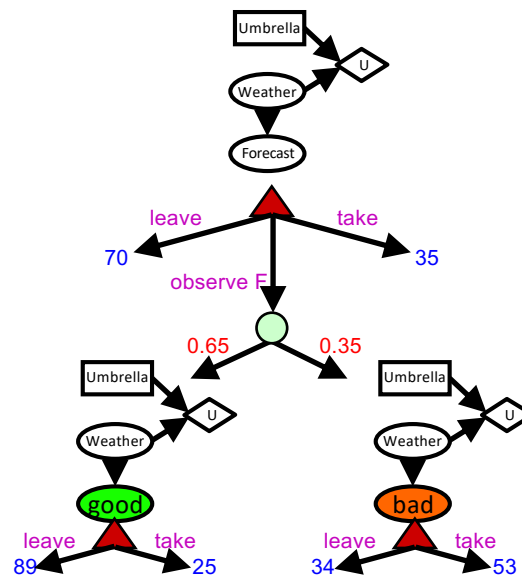 Umbrella
U
Weather
Forecast
leave take
70 35
observe F
0.65 0.35
Umbrella Umbrella
U U
Weather Weather
good bad
leave take leave take
89 25 34 53